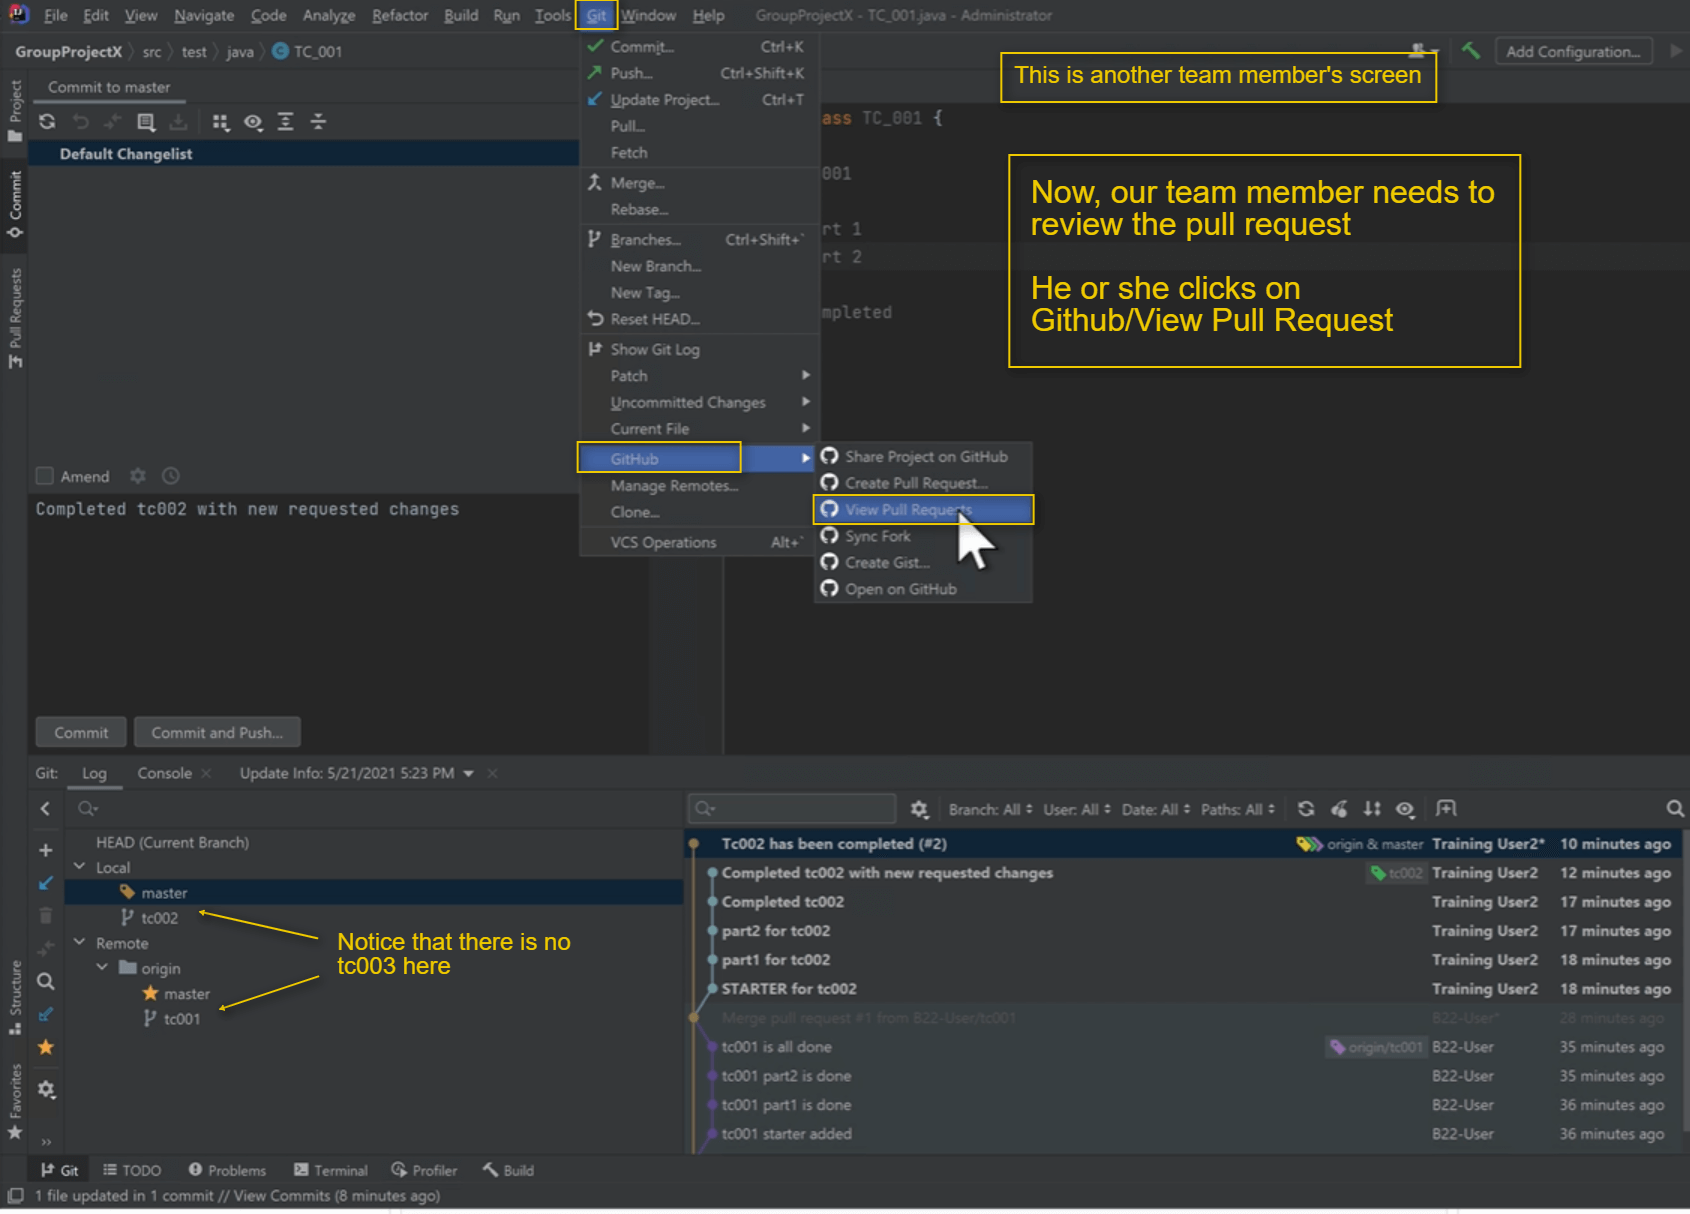 File Edit View Navigate Code Analyze Refactor Build Run Tools Git Window Help GroupProjectX - TC_001.java - Administrator
GroupProjectX src test java TC_001
Add Configuration...
This is another team member's screen
Project
Commit
Pull Requests
Structure
Favorites
Commit to master
Default Changelist
Amend
Completed tc002 with new requested changes
Commit Commit and Push...
Commit... Ctrl+K
Push... Ctrl+Shift+K
Update Project... Ctrl+T
Pull...
Fetch
Merge...
Rebase...
Branches... Ctrl+Shift+`
New Branch...
New Tag...
Reset HEAD...
Show Git Log
Patch
Uncommitted Changes
Current File
GitHub
Manage Remotes...
Clone...
VCS Operations Alt+`
Share Project on GitHub
Create Pull Request...
View Pull Requests
Sync Fork
Create Gist...
Open on GitHub
ass TC_001 {
001
rt 1
rt 2
mpleted
Now, our team member needs to
review the pull request
He or she clicks on
Github/View Pull Request
Git: Log Console Update Info: 5/21/2021 5:23 PM
HEAD (Current Branch)
Local
master
tc002
Remote
origin
master
tc001
Notice that there is no
tc003 here
Branch: All User: All Date: All Paths: All
Tc002 has been completed (#2) origin & master Training User2* 10 minutes ago
Completed tc002 with new requested changes tc002 Training User2 12 minutes ago
Completed tc002 Training User2 17 minutes ago
part2 for tc002 Training User2 17 minutes ago
part1 for tc002 Training User2 18 minutes ago
STARTER for tc002 Training User2 18 minutes ago
Merge pull request #1 from B22-User/tc001 B22-User* 28 minutes ago
tc001 is all done origin/tc001 B22-User 35 minutes ago
tc001 part2 is done B22-User 35 minutes ago
tc001 part1 is done B22-User 36 minutes ago
tc001 starter added B22-User 36 minutes ago
Git TODO Problems Terminal Profiler Build
1 file updated in 1 commit // View Commits (8 minutes ago)